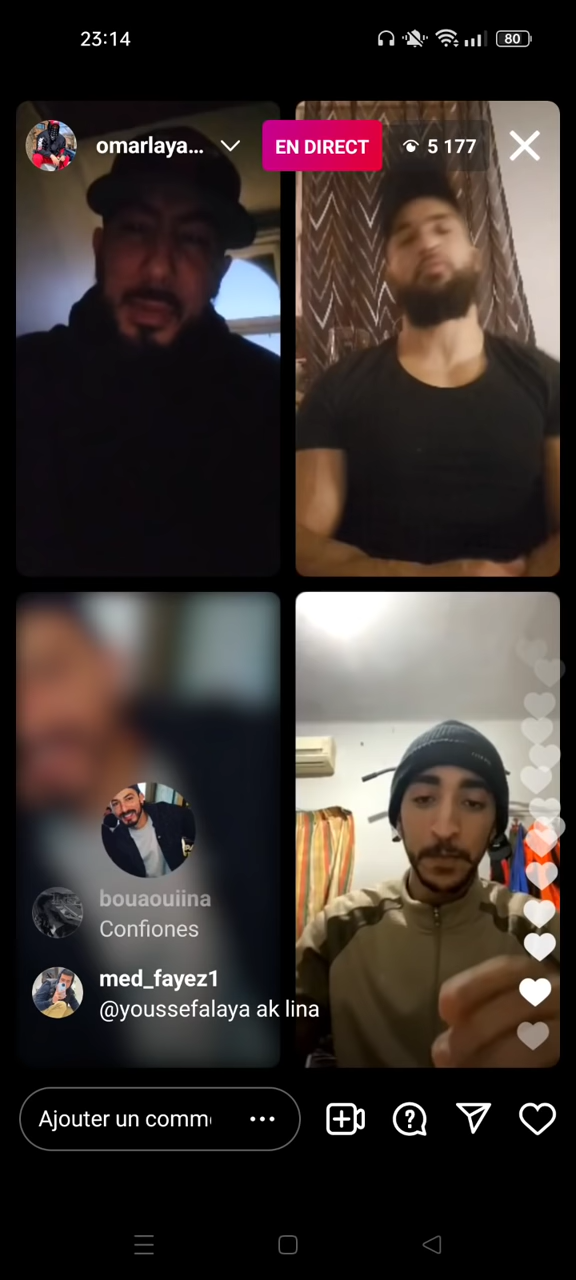 23:14
80
omarlaya...
EN DIRECT
5 177
bouaouiina
Confiones
med_fayez1
@youssefalaya ak lina
Ajouter un comm